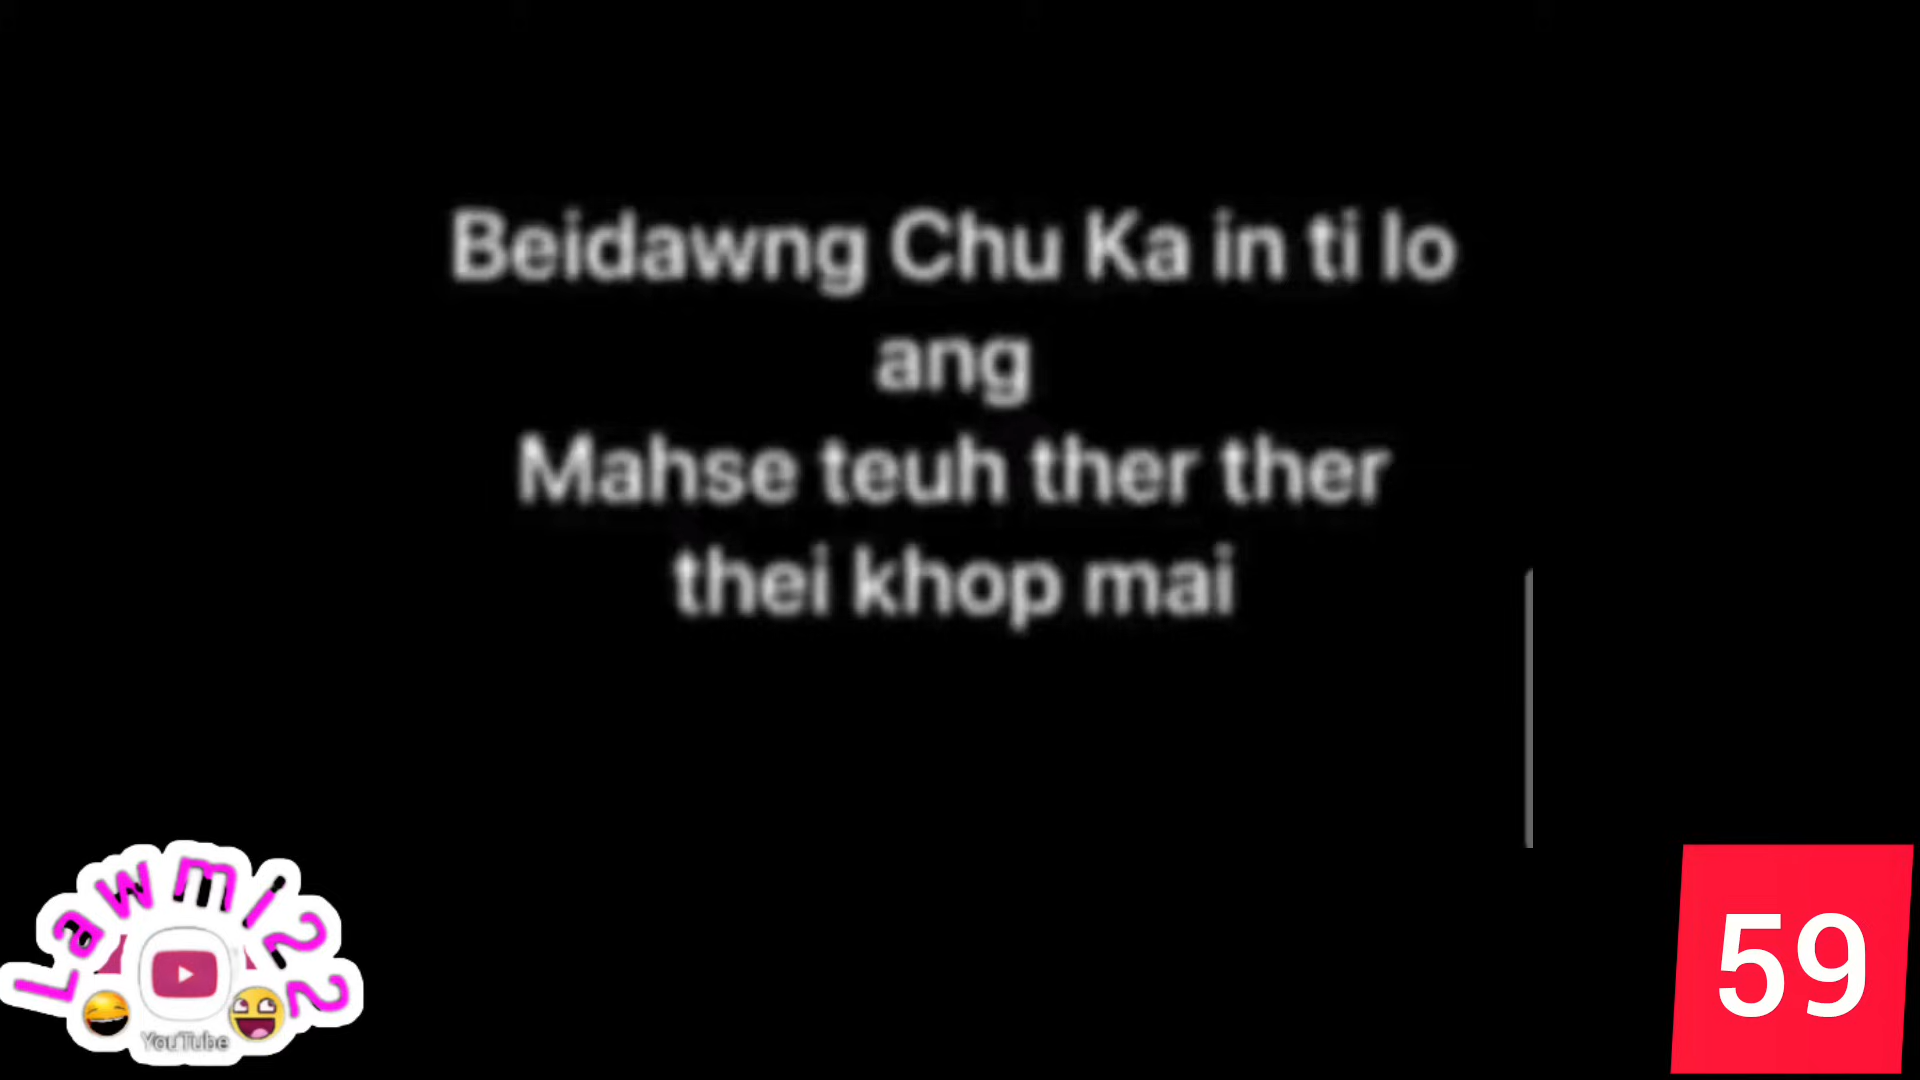 Beidawng Chu Ka in ti lo
ang
Mahse teuh ther ther
thei khop mai
Lawmi22
YouTube
59